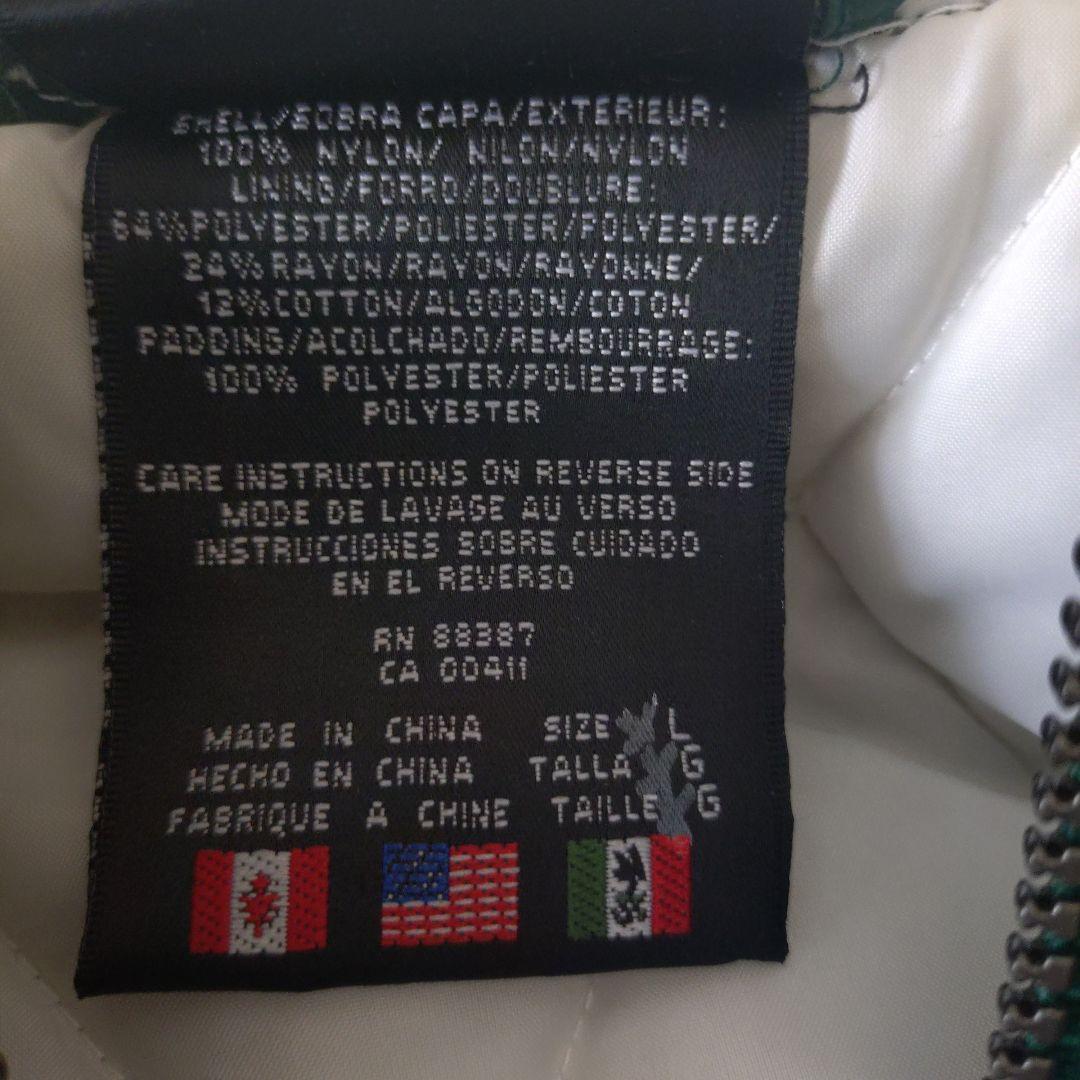 SHELL/SOBRA CAPA/EXTERIEUR:
100% NYLON/ NILON/NYLON
LINING/FORRO/DOUBLURE:
64%POLYESTER/POLIESTER/POLYESTER/
24%RAYON/RAYON/RAYONNE/
12%COTTON/ALGODON/COTON
PADDING/ACOLCHADO/REMBOURRAGE:
100% POLYESTER/POLIESTER
POLYESTER
CARE INSTRUCTIONS ON REVERSE SIDE
MODE DE LAVAGE AU VERSO
INSTRUCCIONES SOBRE CUIDADO
EN EL REVERSO
RN 88387
CA 00411
MADE IN CHINA SIZE L
HECHO EN CHINA TALLA G
FABRIQUE A CHINE TAILLE G